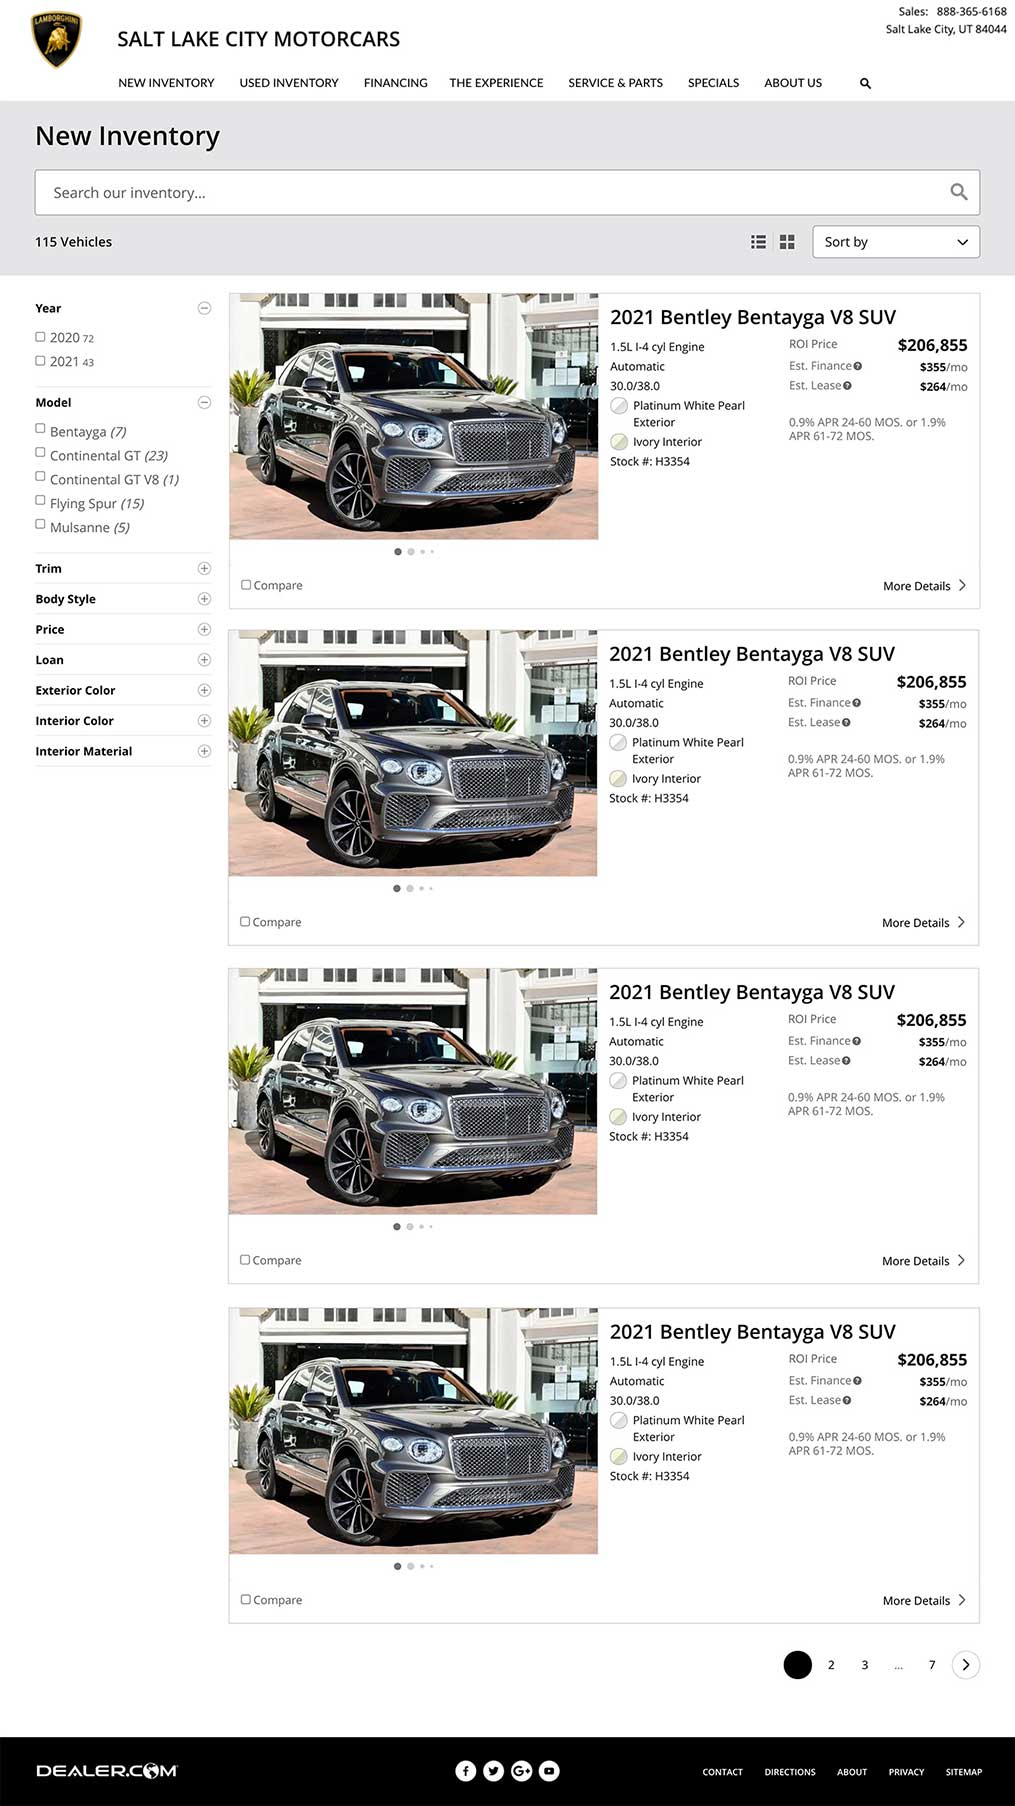 LAMBORGHINI
SALT LAKE CITY MOTORCARS
Sales: 888-365-6168
Salt Lake City, UT 84044
NEW INVENTORY USED INVENTORY FINANCING THE EXPERIENCE SERVICE & PARTS SPECIALS ABOUT US
New Inventory
Search our inventory...
115 Vehicles
Sort by
Year
2020 72
2021 43
Model
Bentayga (7)
Continental GT (23)
Continental GT V8 (1)
Flying Spur (15)
Mulsanne (5)
Trim
Body Style
Price
Loan
Exterior Color
Interior Color
Interior Material
2021 Bentley Bentayga V8 SUV
1.5L I-4 cyl Engine
Automatic
30.0/38.0
Platinum White Pearl
Exterior
Ivory Interior
Stock #: H3354
ROI Price $206,855
Est. Finance $355/mo
Est. Lease $264/mo
0.9% APR 24-60 MOS. or 1.9%
APR 61-72 MOS.
Compare
More Details
2021 Bentley Bentayga V8 SUV
1.5L I-4 cyl Engine
Automatic
30.0/38.0
Platinum White Pearl
Exterior
Ivory Interior
Stock #: H3354
ROI Price $206,855
Est. Finance $355/mo
Est. Lease $264/mo
0.9% APR 24-60 MOS. or 1.9%
APR 61-72 MOS.
Compare
More Details
2021 Bentley Bentayga V8 SUV
1.5L I-4 cyl Engine
Automatic
30.0/38.0
Platinum White Pearl
Exterior
Ivory Interior
Stock #: H3354
ROI Price $206,855
Est. Finance $355/mo
Est. Lease $264/mo
0.9% APR 24-60 MOS. or 1.9%
APR 61-72 MOS.
Compare
More Details
2021 Bentley Bentayga V8 SUV
1.5L I-4 cyl Engine
Automatic
30.0/38.0
Platinum White Pearl
Exterior
Ivory Interior
Stock #: H3354
ROI Price $206,855
Est. Finance $355/mo
Est. Lease $264/mo
0.9% APR 24-60 MOS. or 1.9%
APR 61-72 MOS.
Compare
More Details
2 3 ... 7
DEALER.COM
CONTACT DIRECTIONS ABOUT PRIVACY SITEMAP